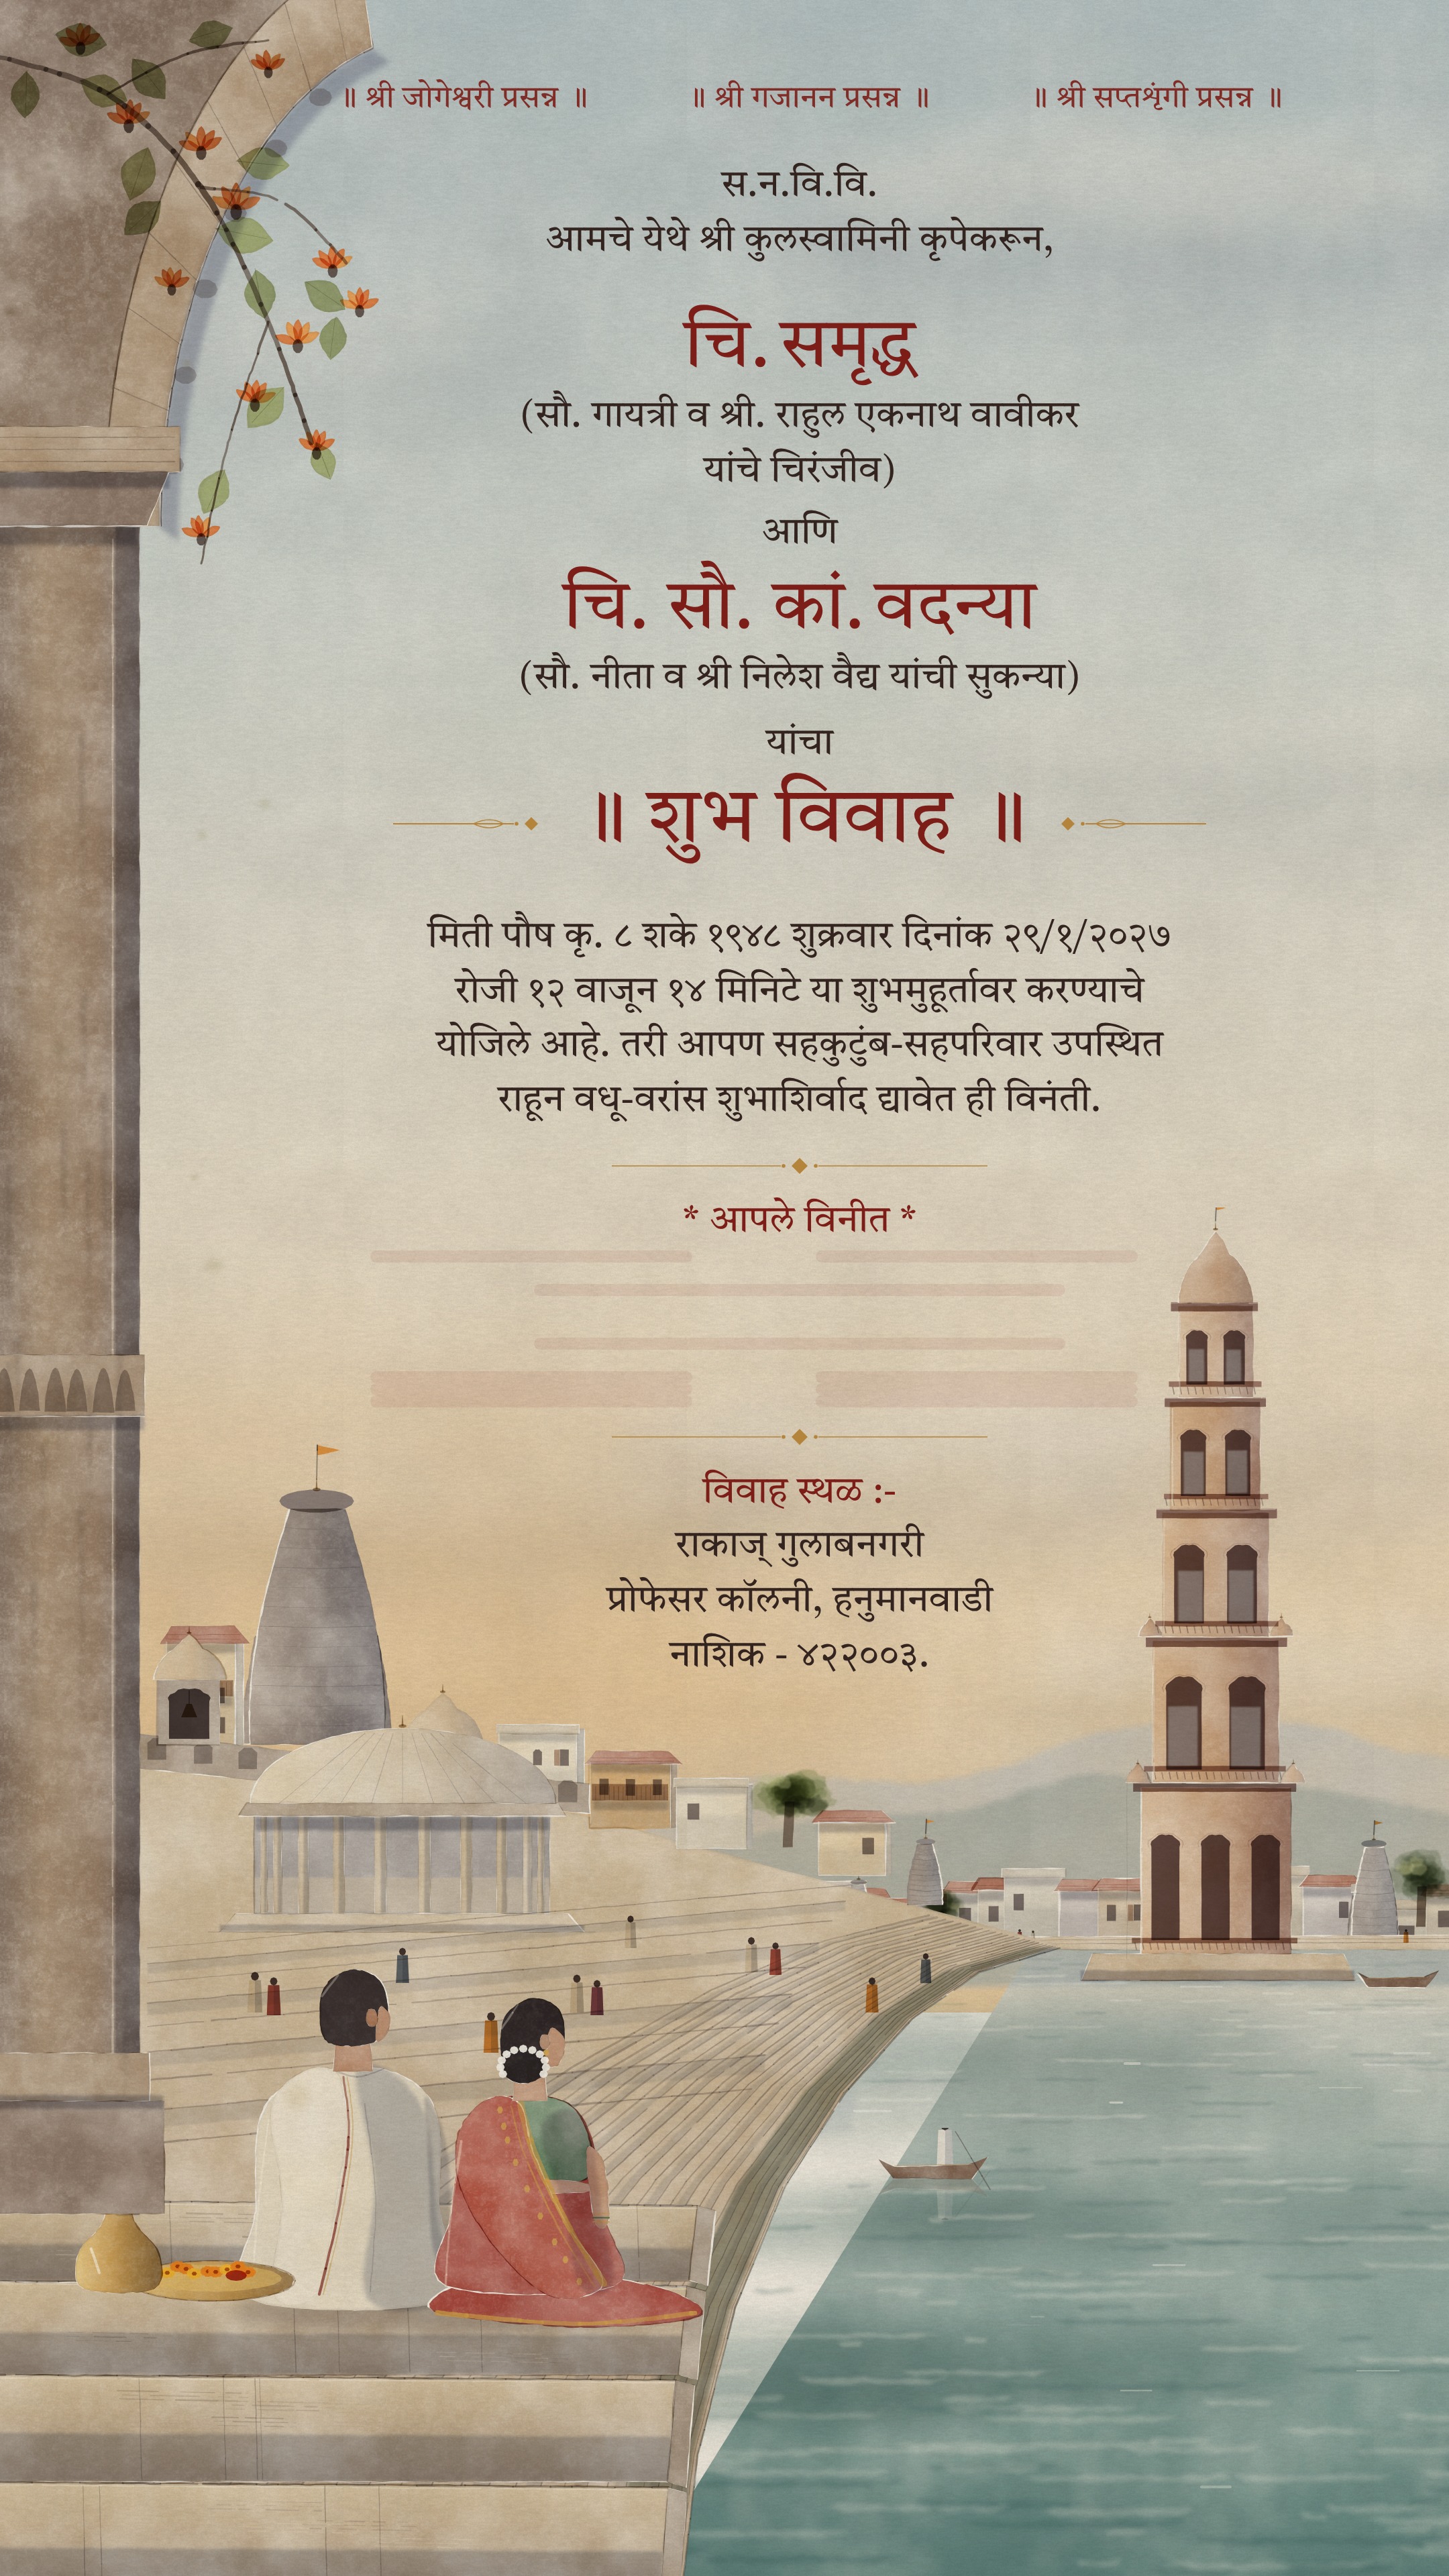 ॥ श्री जोगेश्वरी प्रसन्न ॥ ॥ श्री गजानन प्रसन्न ॥ ॥ श्री सप्तशृंगी प्रसन्न ॥
स.न.वि.वि.
आमचे येथे श्री कुलस्वामिनी कृपेकरून,
चि. समृद्ध
(सौ. गायत्री व श्री. राहुल एकनाथ वावीकर
यांचे चिरंजीव)
आणि
चि. सौ. कां. वदन्या
(सौ. नीता व श्री निलेश वैद्य यांची सुकन्या)
यांचा
॥ शुभ विवाह ॥
मिती पौष कृ. ८ शके १९४८ शुक्रवार दिनांक २९/१/२०२७
रोजी १२ वाजून १४ मिनिटे या शुभमुहूर्तावर करण्याचे
योजिले आहे. तरी आपण सहकुटुंब-सहपरिवार उपस्थित
राहून वधू-वरांस शुभाशिर्वाद द्यावेत ही विनंती.
* आपले विनीत *
विवाह स्थळ :-
राकाज् गुलाबनगरी
प्रोफेसर कॉलनी, हनुमानवाडी
नाशिक - ४२२००३.